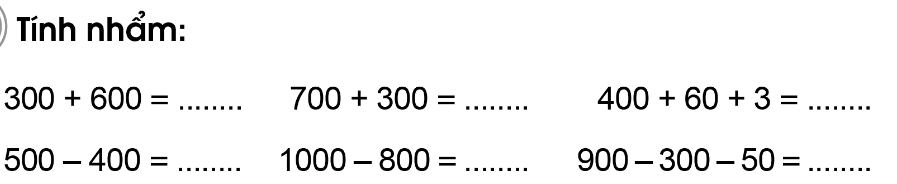 Tính nhẩm:
300 + 600 = ........ 700 + 300 = ........ 400 + 60 + 3 = ........
500 – 400 = ........ 1000 – 800 = ........ 900 – 300 – 50 = ........